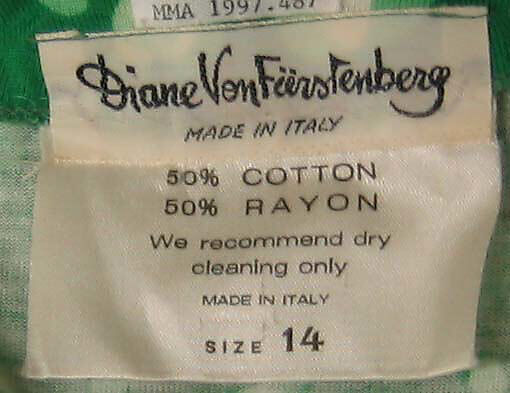 MMA 1997.487
Diane Von Fürstenberg
MADE IN ITALY
50% COTTON
50% RAYON
We recommend dry
cleaning only
MADE IN ITALY
SIZE 14